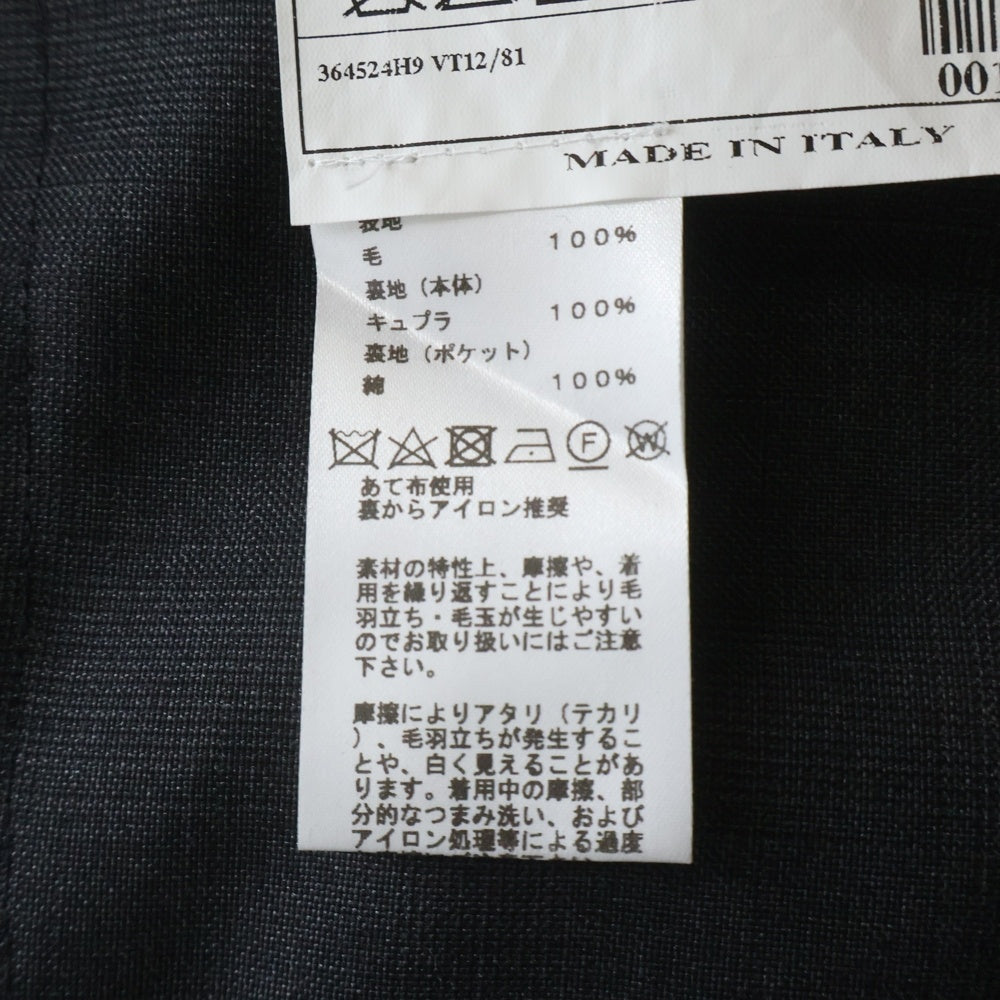 364524H9 VT12/81
001
MADE IN ITALY
表地
毛 100%
裏地（本体）
キュプラ 100%
裏地（ポケット）
綿 100%
F W
あて布使用
裏からアイロン推奨
素材の特性上、摩擦や、着
用を繰り返すことにより毛
羽立ち・毛玉が生じやすい
のでお取り扱いにはご注意
下さい。
摩擦によりアタリ（テカリ
）、毛羽立ちが発生するこ
とや、白く見えることがあ
ります。着用中の摩擦、部
分的なつまみ洗い、および
アイロン処理等による過度